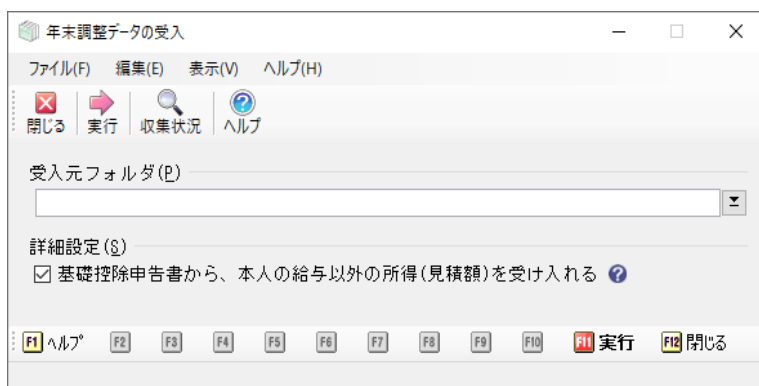 年末調整データの受入
ファイル(F) 編集(E) 表示(V) ヘルプ(H)
閉じる 実行 収集状況 ヘルプ
受入元フォルダ(P)
詳細設定(S)
基礎控除申告書から、本人の給与以外の所得(見積額)を受け入れる
F1 ヘルプ F2 F3 F4 F5 F6 F7 F8 F9 F10 F11 実行 F12 閉じる